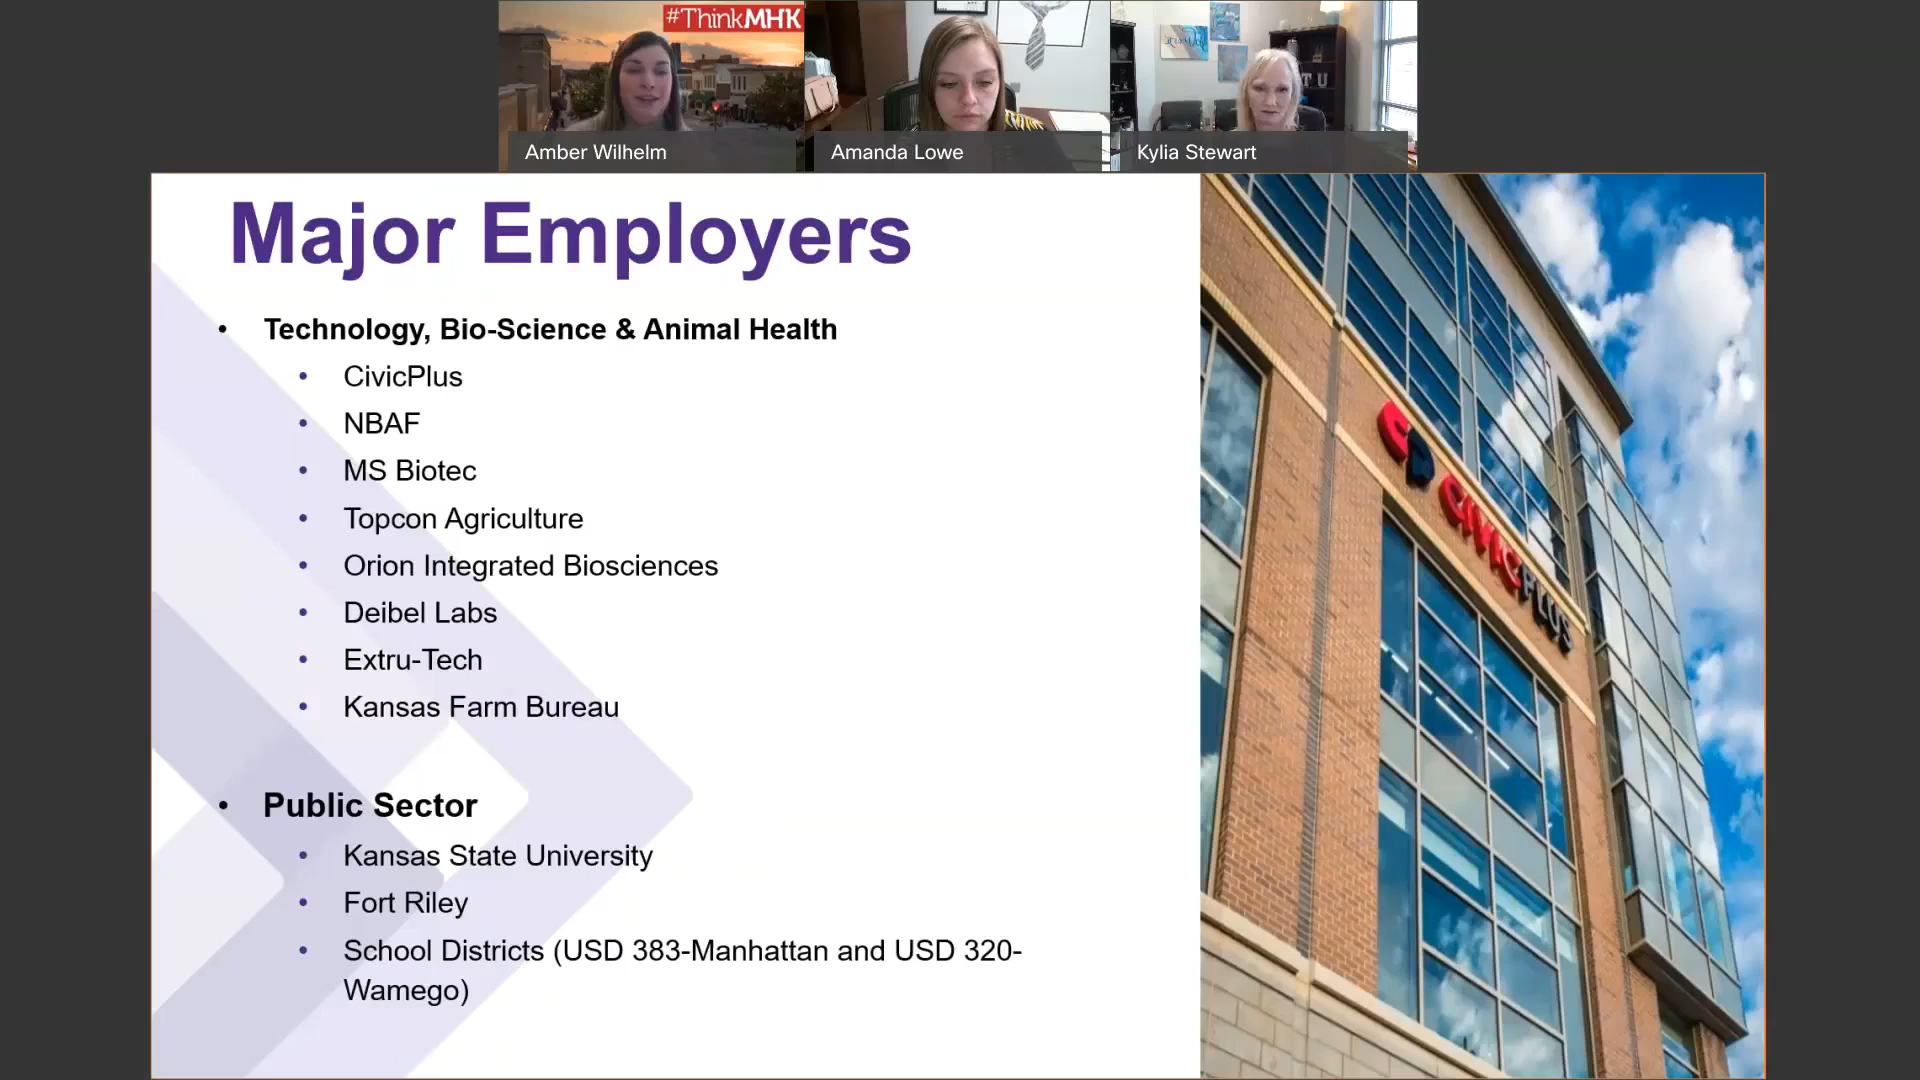 #ThinkMHK
TU
Amber Wilhelm
Amanda Lowe
Kylia Stewart
Major Employers
• Technology, Bio-Science & Animal Health
• CivicPlus
• NBAF
• MS Biotec
• Topcon Agriculture
• Orion Integrated Biosciences
• Deibel Labs
• Extru-Tech
• Kansas Farm Bureau
• Public Sector
• Kansas State University
• Fort Riley
• School Districts (USD 383-Manhattan and USD 320-
Wamego)
CP CIVICPLUS